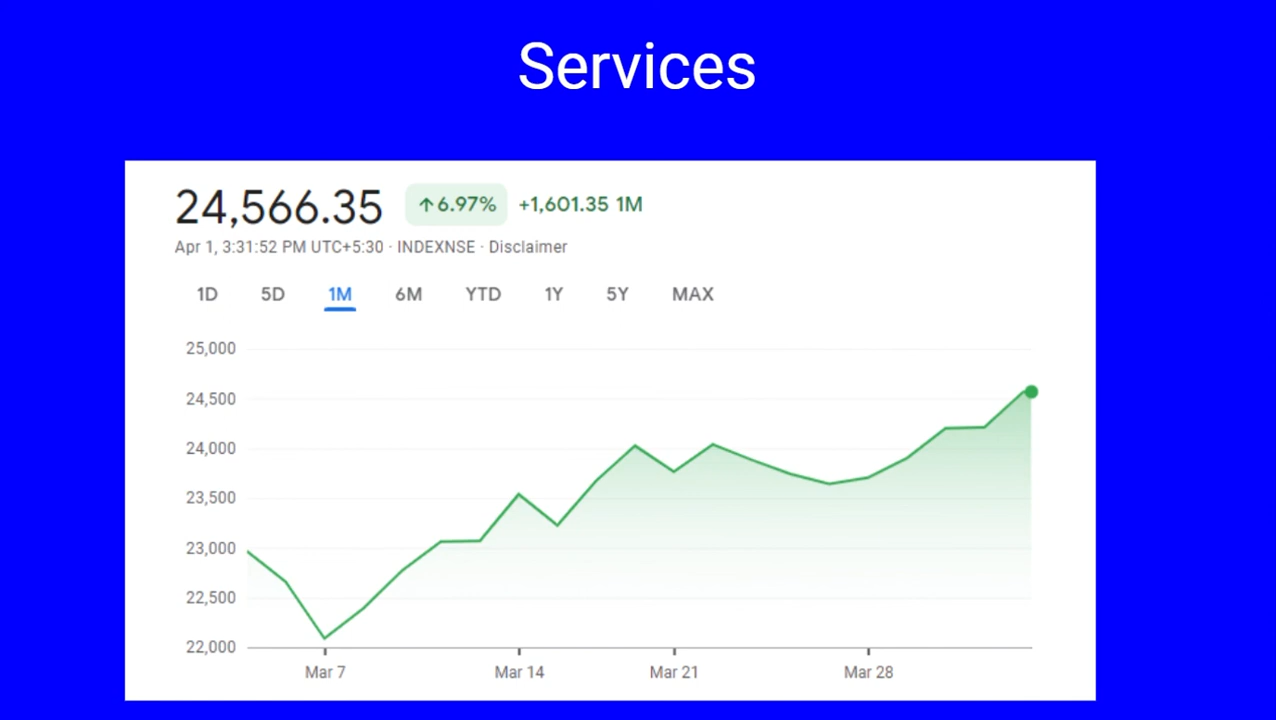 Services
24,566.35 ↑6.97% +1,601.35 1M
Apr 1, 3:31:52 PM UTC+5:30 · INDEXNSE · Disclaimer
1D 5D 1M 6M YTD 1Y 5Y MAX
25,000
24,500
24,000
23,500
23,000
22,500
22,000
Mar 7 Mar 14 Mar 21 Mar 28